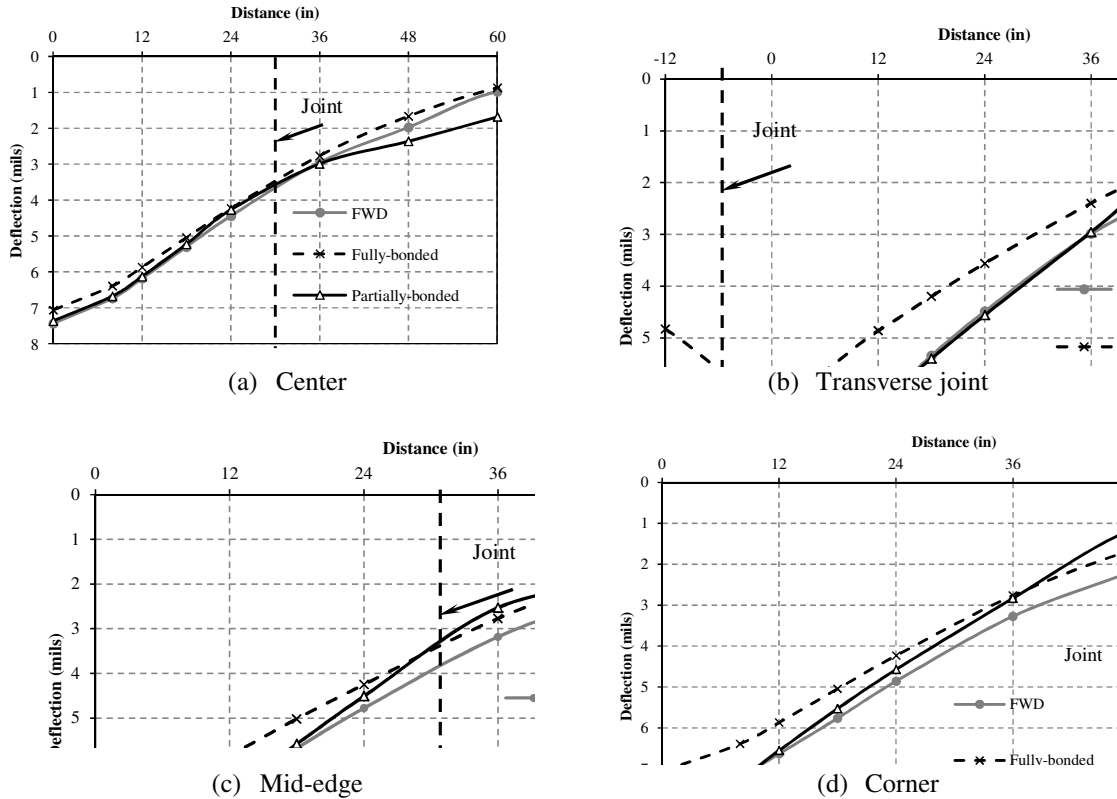 Distance (in)
0 12 24 36 48 60
0
1
2
3
4
5
6
7
8
Deflection (mils)
Joint
FWD
Fully-bonded
Partially-bonded
(a) Center
Distance (in)
-12 0 12 24 36
0
1
2
3
4
5
Deflection (mils)
Joint
(b) Transverse joint
Distance (in)
0 12 24 36
0
1
2
3
4
5
Deflection (mils)
Joint
(c) Mid-edge
Distance (in)
0 12 24 36
0
1
2
3
4
5
6
7
Deflection (mils)
Joint
FWD
Fully-bonded
(d) Corner